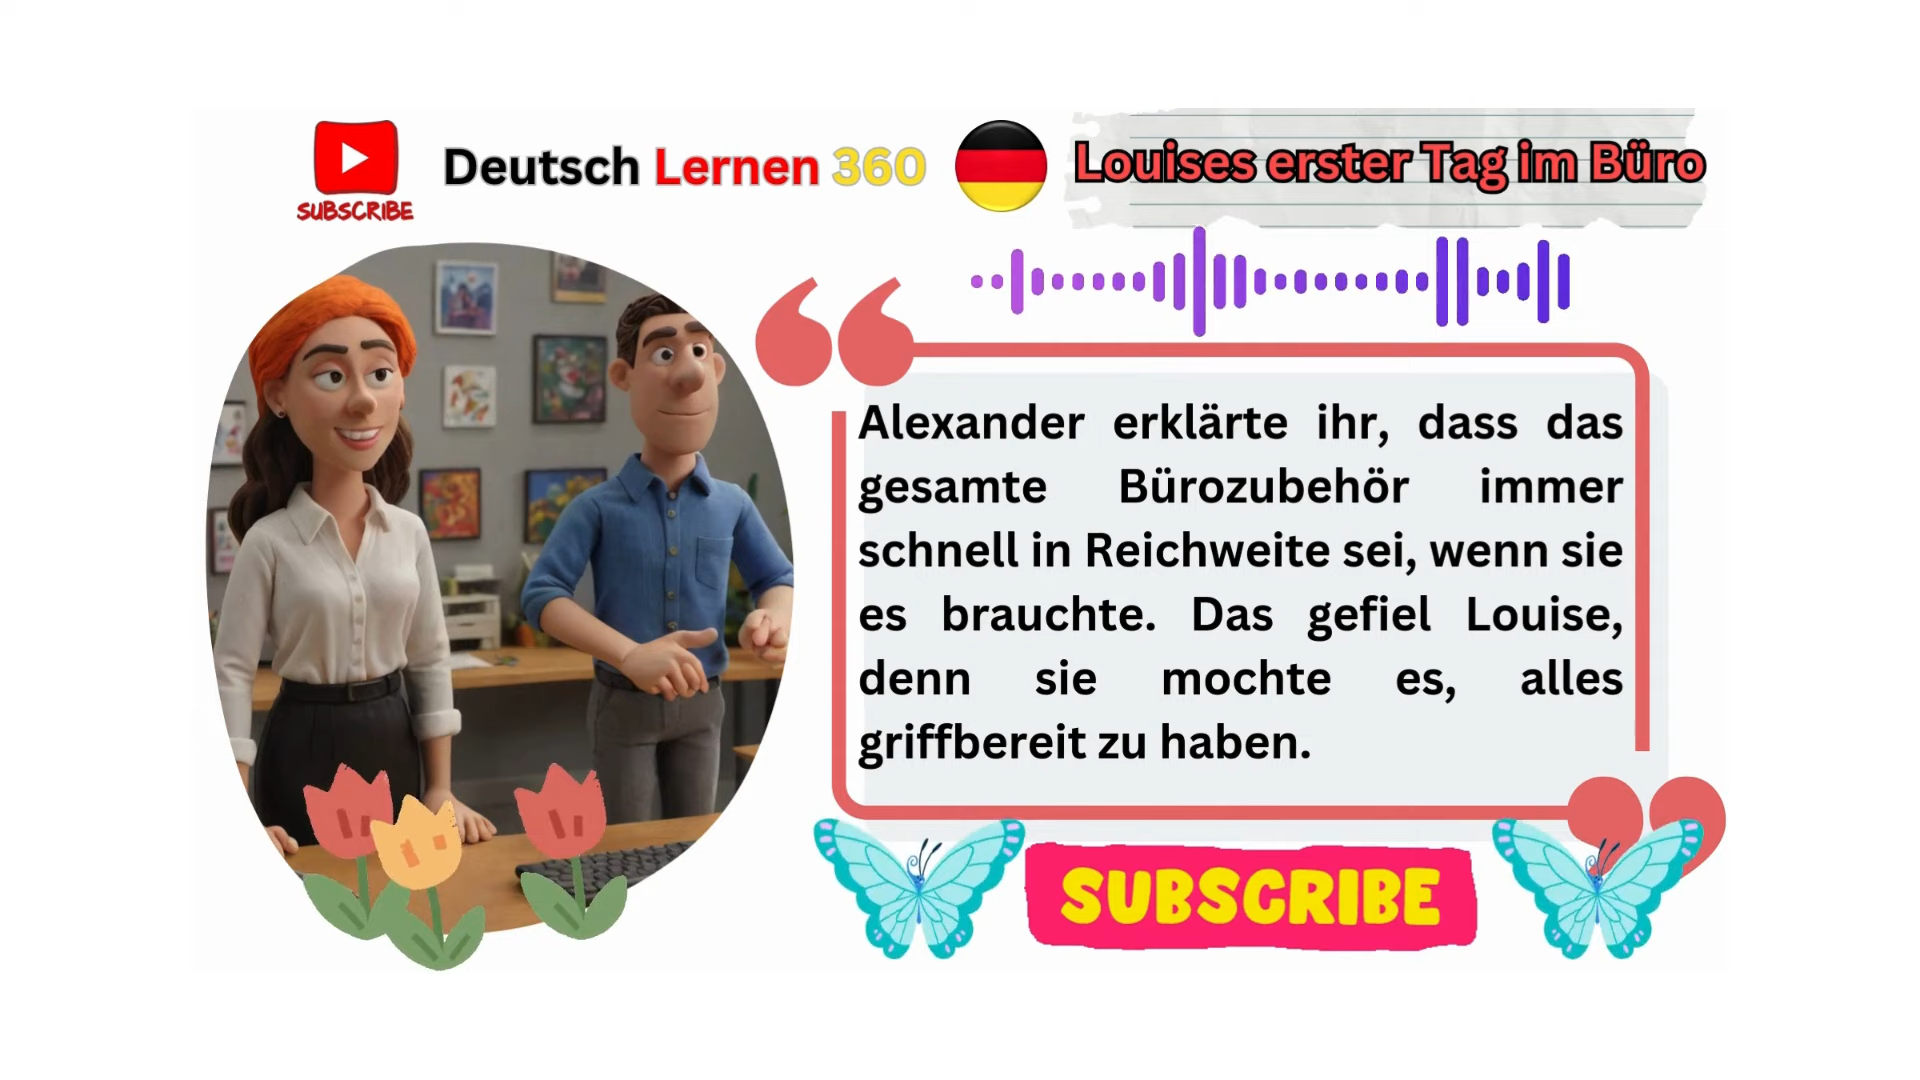 Deutsch Lernen 360
Louises erster Tag im Büro
SUBSCRIBE
Alexander erklärte ihr, dass das
gesamte Bürozubehör immer
schnell in Reichweite sei, wenn sie
es brauchte. Das gefiel Louise,
denn sie mochte es, alles
griffbereit zu haben.
SUBSCRIBE